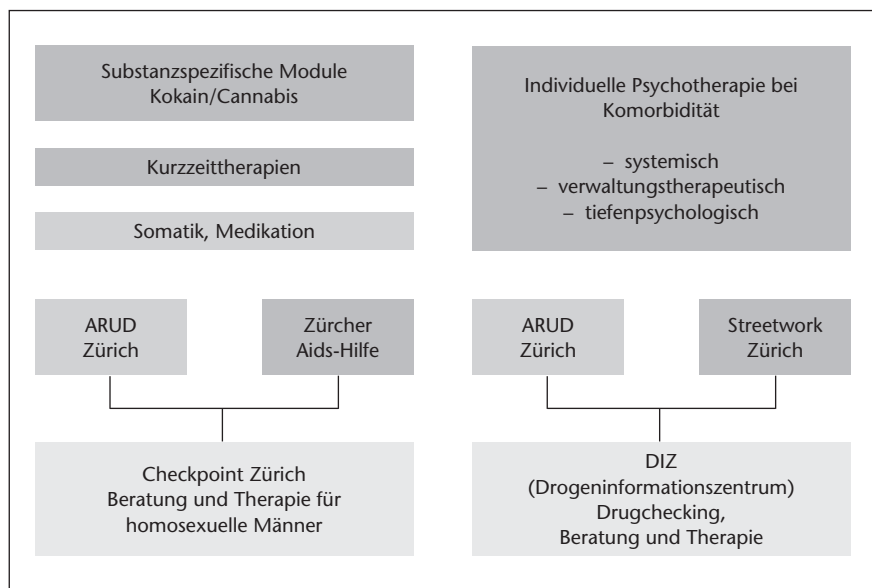 Substanzspezifische Module
Kokain/Cannabis
Kurzzeittherapien
Somatik, Medikation
Individuelle Psychotherapie bei
Komorbidität
– systemisch
– verwaltungstherapeutisch
– tiefenpsychologisch
ARUD
Zürich
Zürcher
Aids-Hilfe
ARUD
Zürich
Streetwork
Zürich
Checkpoint Zürich
Beratung und Therapie für
homosexuelle Männer
DIZ
(Drogeninformationszentrum)
Drugchecking,
Beratung und Therapie